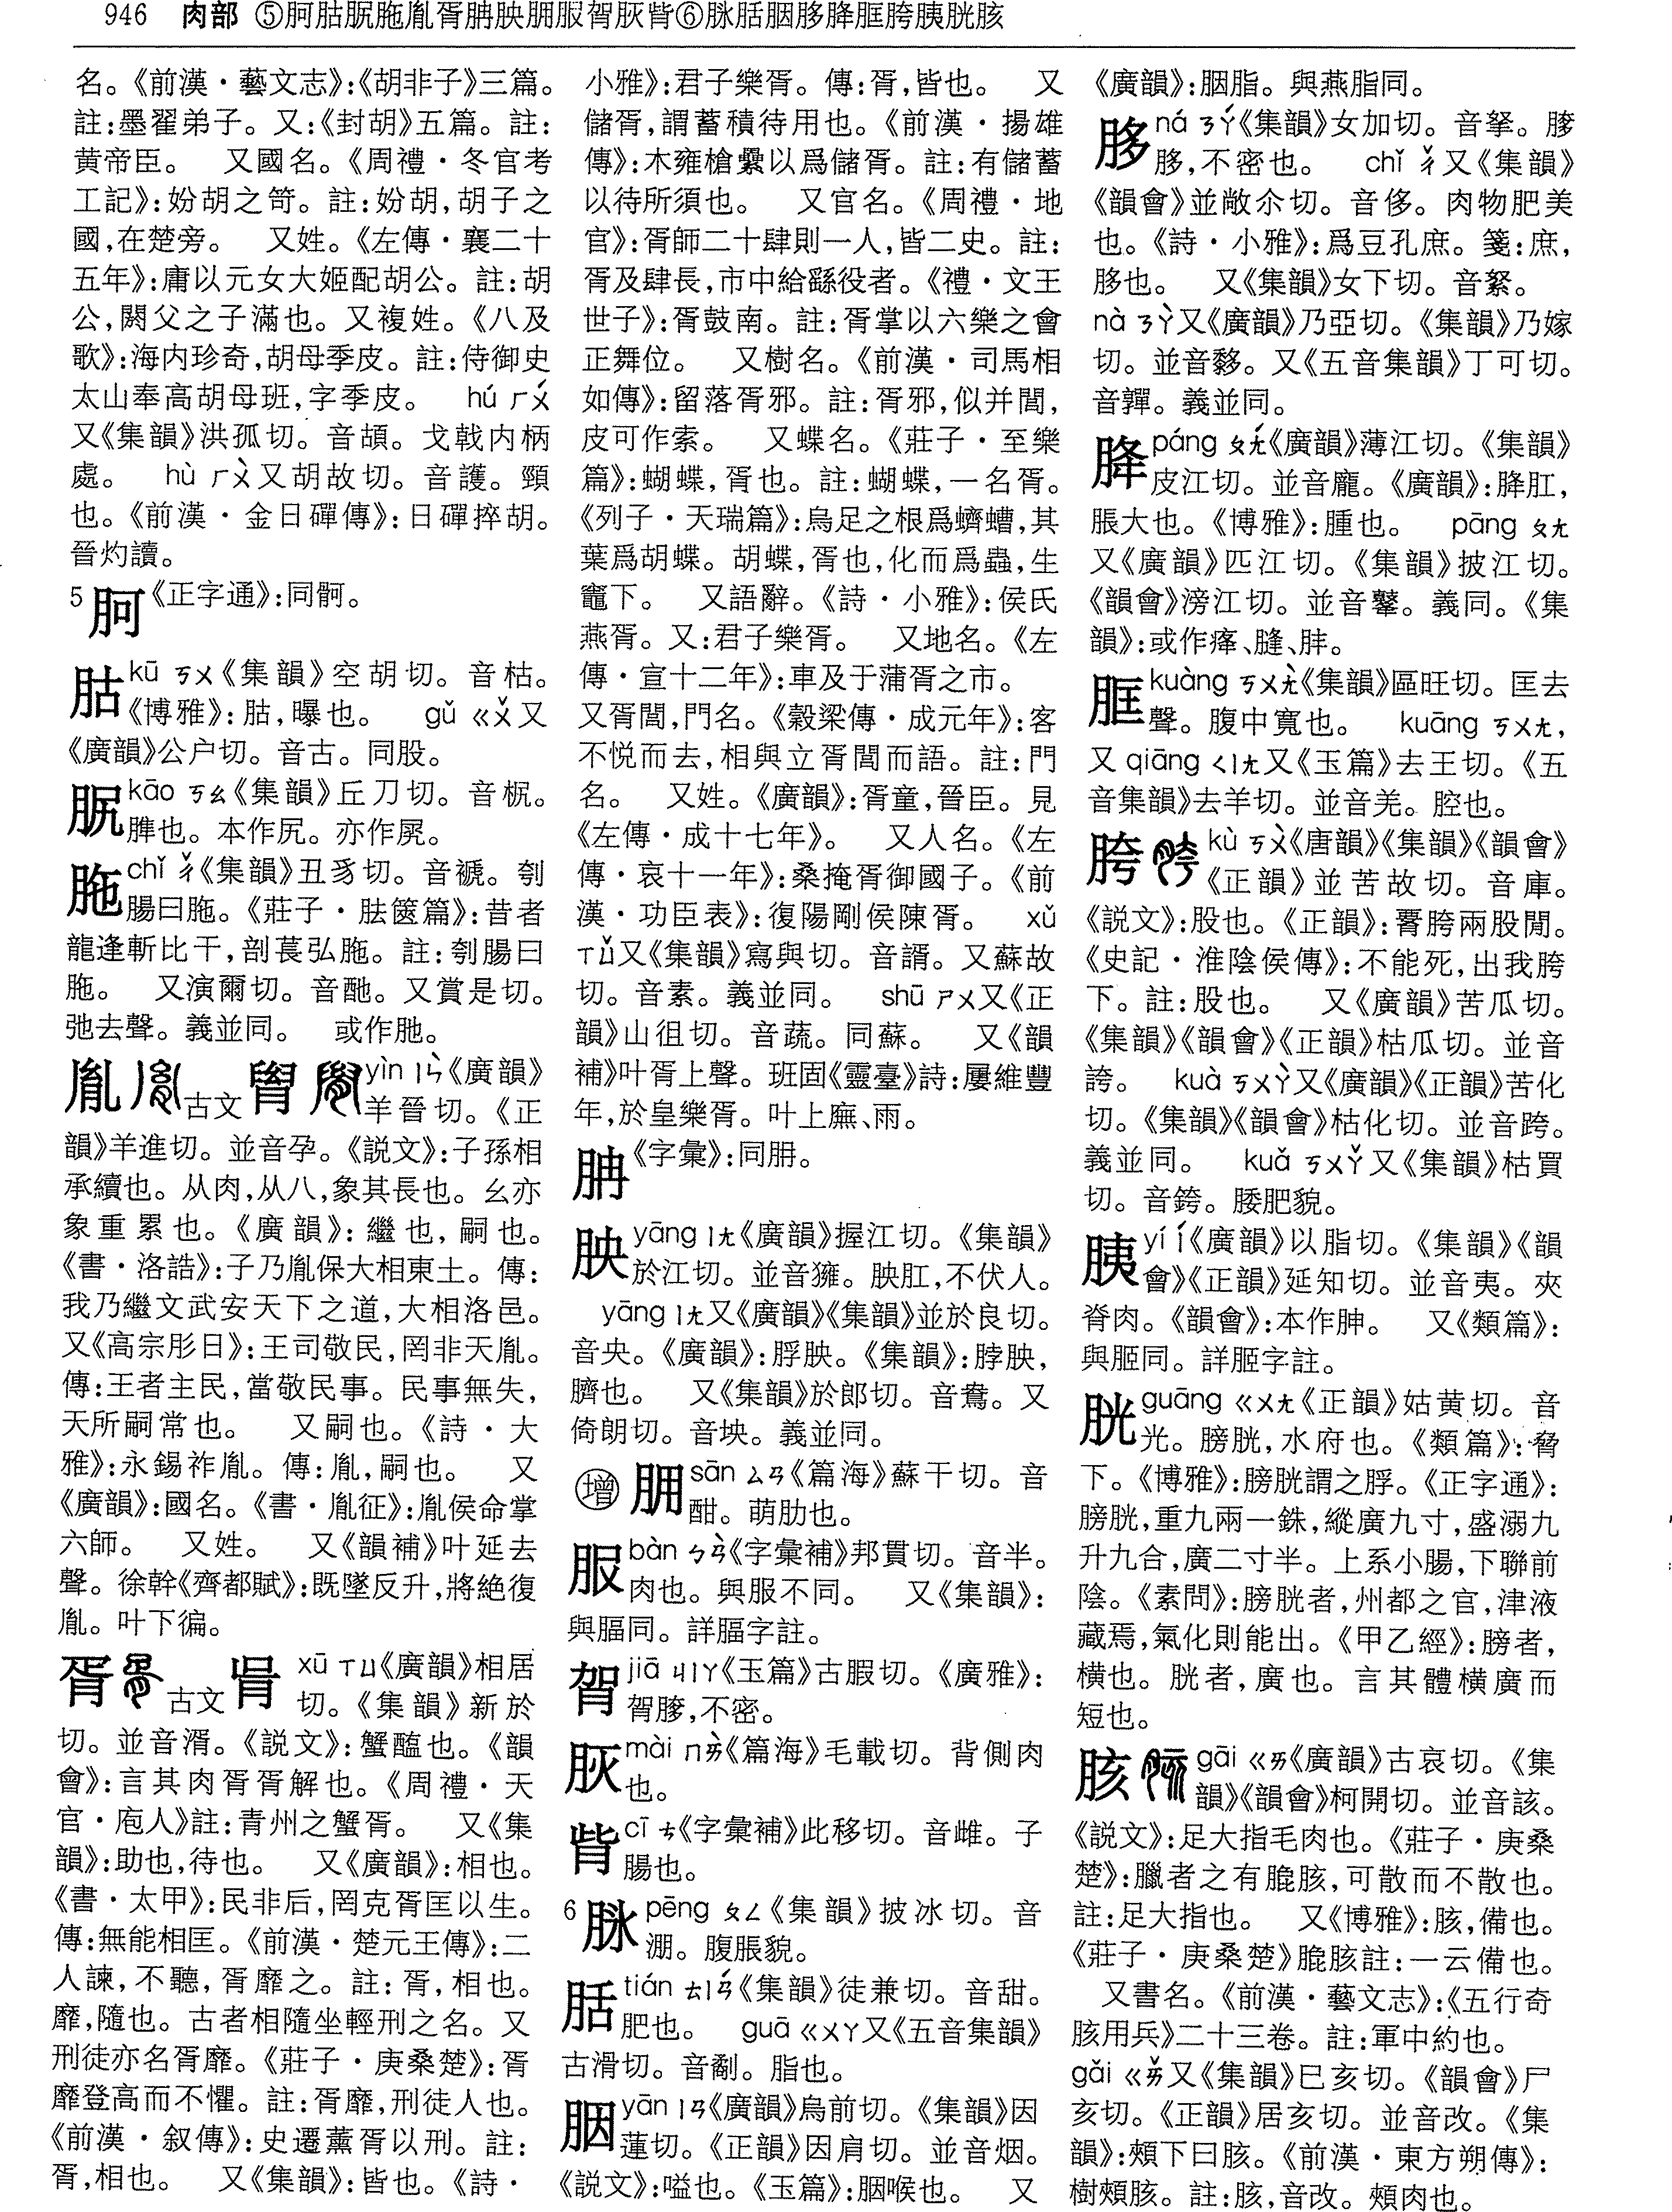 946 肉部 ⑤胢胋脫胣胤胥胂胦朋服胷灰胔⑥脉胋胭胗胮胠胯胰胱胲
名。《前漢・藝文志》:《胡非子》三篇。
註:墨翟弟子。又:《封胡》五篇。註:
黄帝臣。 又國名。《周禮・冬官考
工記》:妢胡之笴。註:妢胡,胡子之
國,在楚旁。 又姓。《左傳・襄二十
五年》:庸以元女大姬配胡公。註:胡
公,閼父之子滿也。又複姓。《八及
歌》:海内珍奇,胡母季皮。註:侍御史
太山奉高胡母班,字季皮。 hú ㄏㄨˊ
又《集韻》洪孤切。音頶。戈戟内柄
處。 hù ㄏㄨˋ又胡故切。音護。頸
也。《前漢・金日磾傳》:日磾捽胡。
晉灼讀。
5 《正字通》:同䯊。
胋 kū ㄎㄨ《集韻》空胡切。音枯。
《博雅》:胋,曝也。 gǔ ㄍㄨˇ又
《廣韻》公户切。音古。同股。
kāo ㄎㄠ《集韻》丘刀切。音尻。
脽也。本作尻。亦作𡱪。
胣 chǐ ㄔˇ《集韻》丑豸切。音褫。刳
腸曰胣。《莊子・胠篋篇》:昔者
龍逢斬比干,剖萇弘胣。註:刳腸曰
胣。 又演爾切。音酏。又賞是切。
弛去聲。義並同。 或作肔。
胤 古文 yìn ㄧㄣˋ《廣韻》
羊晉切。《正
韻》羊進切。並音孕。《説文》:子孫相
承續也。从肉,从八,象其長也。幺亦
象重累也。《廣韻》:繼也,嗣也。
《書・洛誥》:子乃胤保大相東土。傳:
我乃繼文武安天下之道,大相洛邑。
又《高宗肜日》:王司敬民,罔非天胤。
傳:王者主民,當敬民事。民事無失,
天所嗣常也。 又嗣也。《詩・大
雅》:永錫祚胤。傳:胤,嗣也。 又
《廣韻》:國名。《書・胤征》:胤侯命掌
六師。 又姓。 又《韻補》叶延去
聲。徐幹《齊都賦》:既墜反升,將絶復
胤。叶下徧。
胥 古文 xū ㄒㄩ《廣韻》相居
切。《集韻》新於
切。並音湑。《説文》:蟹醢也。《韻
會》:言其肉胥胥解也。《周禮・天
官・庖人》註:青州之蟹胥。 又《集
韻》:助也,待也。 又《廣韻》:相也。
《書・太甲》:民非后,罔克胥匡以生。
傳:無能相匡。《前漢・楚元王傳》:二
人諫,不聽,胥靡之。註:胥,相也。
靡,隨也。古者相隨坐輕刑之名。又
刑徒亦名胥靡。《莊子・庚桑楚》:胥
靡登高而不懼。註:胥靡,刑徒人也。
《前漢・叙傳》:史遷薰胥以刑。註:
胥,相也。 又《集韻》:皆也。《詩・
小雅》:君子樂胥。傳:胥,皆也。 又
儲胥,謂蓄積待用也。《前漢・揚雄
傳》:木雍槍纍以爲儲胥。註:有儲蓄
以待所須也。 又官名。《周禮・地
官》:胥師二十肆則一人,皆二史。註:
胥及肆長,市中給繇役者。《禮・文王
世子》:胥鼓南。註:胥掌以六樂之會
正舞位。 又樹名。《前漢・司馬相
如傳》:留落胥邪。註:胥邪,似并閭,
皮可作索。 又蝶名。《莊子・至樂
篇》:蝴蝶,胥也。註:蝴蝶,一名胥。
《列子・天瑞篇》:烏足之根爲蠐螬,其
葉爲胡蝶。胡蝶,胥也,化而爲蟲,生
竈下。 又語辭。《詩・小雅》:侯氏
燕胥。又:君子樂胥。 又地名。《左
傳・宣十二年》:車及于蒲胥之市。
又胥閭,門名。《穀梁傳・成元年》:客
不悦而去,相與立胥閭而語。註:門
名。 又姓。《廣韻》:胥童,晉臣。見
《左傳・成十七年》。 又人名。《左
傳・哀十一年》:桑掩胥御國子。《前
漢・功臣表》:復陽剛侯陳胥。 xǔ
ㄒㄩˇ又《集韻》寫與切。音諝。又蘇故
切。音素。義並同。 shū ㄕㄨ又《正
韻》山徂切。音蔬。同蘇。 又《韻
補》叶胥上聲。班固《靈臺》詩:屢維豐
年,於皇樂胥。叶上廡、雨。
《字彙》:同𦙫。
胦 yāng ㄧㄤ《廣韻》握江切。《集韻》
於江切。並音𤡓。胦肛,不伏人。
yāng ㄧㄤ又《廣韻》《集韻》並於良切。
音央。《廣韻》:脬胦。《集韻》:脖胦,
臍也。 又《集韻》於郎切。音鴦。又
倚朗切。音坱。義並同。
增 sān ㄙㄢ《篇海》蘇干切。音
酣。萌肋也。
bàn ㄅㄢˋ《字彙補》邦貫切。音半。
肉也。與服不同。 又《集韻》:
與腷同。詳腷字註。
jiā ㄐㄧㄚ《玉篇》古瑕切。《廣雅》:
䏫䐒,不密。
mài ㄇㄞˋ《篇海》毛載切。背側肉
也。
胔 cī ㄘ《字彙補》此移切。音雌。子
腸也。
6 pēng ㄆㄥ《集韻》披冰切。音
淜。腹脹貌。
tián ㄊㄧㄢˊ《集韻》徒兼切。音甜。
肥也。 guā ㄍㄨㄚ又《五音集韻》
古滑切。音劀。脂也。
胭 yān ㄧㄢ《廣韻》烏前切。《集韻》因
蓮切。《正韻》因肩切。並音烟。
《説文》:嗌也。《玉篇》:胭喉也。 又
《廣韻》:胭脂。與燕脂同。
胗 ná ㄋㄚˊ《集韻》女加切。音拏。䐒
胗,不密也。 chǐ ㄔˇ又《集韻》
《韻會》並敞尒切。音侈。肉物肥美
也。《詩・小雅》:爲豆孔庶。箋:庶,
胗也。 又《集韻》女下切。音絮。
nà ㄋㄚˋ又《廣韻》乃亞切。《集韻》乃嫁
切。並音䏧。又《五音集韻》丁可切。
音嚲。義並同。
胮 páng ㄆㄤˊ《廣韻》薄江切。《集韻》
皮江切。並音龐。《廣韻》:胮肛,
脹大也。《博雅》:腫也。 pāng ㄆㄤ
又《廣韻》匹江切。《集韻》披江切。
《韻會》滂江切。並音𩐨。義同。《集
韻》:或作瘴、膖、胖。
kuàng ㄎㄨㄤˋ《集韻》區旺切。匡去
聲。腹中寬也。 kuāng ㄎㄨㄤ,
又 qiāng ㄑㄧㄤ又《玉篇》去王切。《五
音集韻》去羊切。並音羌。腔也。
胯 kù ㄎㄨˋ《唐韻》《集韻》《韻會》
《正韻》並苦故切。音庫。
《説文》:股也。《正韻》:臀胯兩股閒。
《史記・淮陰侯傳》:不能死,出我胯
下。註:股也。 又《廣韻》苦瓜切。
《集韻》《韻會》《正韻》枯瓜切。並音
誇。 kuà ㄎㄨㄚˋ又《廣韻》《正韻》苦化
切。《集韻》《韻會》枯化切。並音跨。
義並同。 kuǎ ㄎㄨㄚˇ又《集韻》枯買
切。音銙。䐔肥貌。
胰 yí ㄧˊ《廣韻》以脂切。《集韻》《韻
會》《正韻》延知切。並音夷。夾
脊肉。《韻會》:本作胂。 又《類篇》:
與𦛗同。詳𦛗字註。
胱 guāng ㄍㄨㄤ《正韻》姑黄切。音
光。膀胱,水府也。《類篇》:脅
下。《博雅》:膀胱謂之脬。《正字通》:
膀胱,重九兩一銖,縱廣九寸,盛溺九
升九合,廣二寸半。上系小腸,下聯前
陰。《素問》:膀胱者,州都之官,津液
藏焉,氣化則能出。《甲乙經》:膀者,
横也。胱者,廣也。言其體横廣而
短也。
胲 gāi ㄍㄞ《廣韻》古哀切。《集
韻》《韻會》柯開切。並音該。
《説文》:足大指毛肉也。《莊子・庚桑
楚》:臘者之有膍胲,可散而不散也。
註:足大指也。 又《博雅》:胲,備也。
《莊子・庚桑楚》膍胲註:一云備也。
又書名。《前漢・藝文志》:《五行奇
胲用兵》二十三卷。註:軍中約也。
gǎi ㄍㄞˇ又《集韻》巳亥切。《韻會》尸
亥切。《正韻》居亥切。並音改。《集
韻》:頰下曰胲。《前漢・東方朔傳》:
樹頰胲。註:胲,音改。頰肉也。